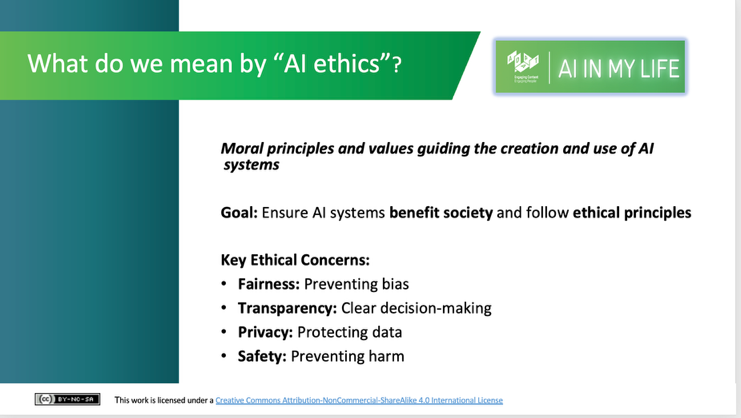 What do we mean by “AI ethics”?
AI IN MY LIFE
Moral principles and values guiding the creation and use of AI
systems
Goal: Ensure AI systems benefit society and follow ethical principles
Key Ethical Concerns:
• Fairness: Preventing bias
• Transparency: Clear decision-making
• Privacy: Protecting data
• Safety: Preventing harm
CC BY-NC-SA
This work is licensed under a Creative Commons Attribution-NonCommercial-ShareAlike 4.0 International License